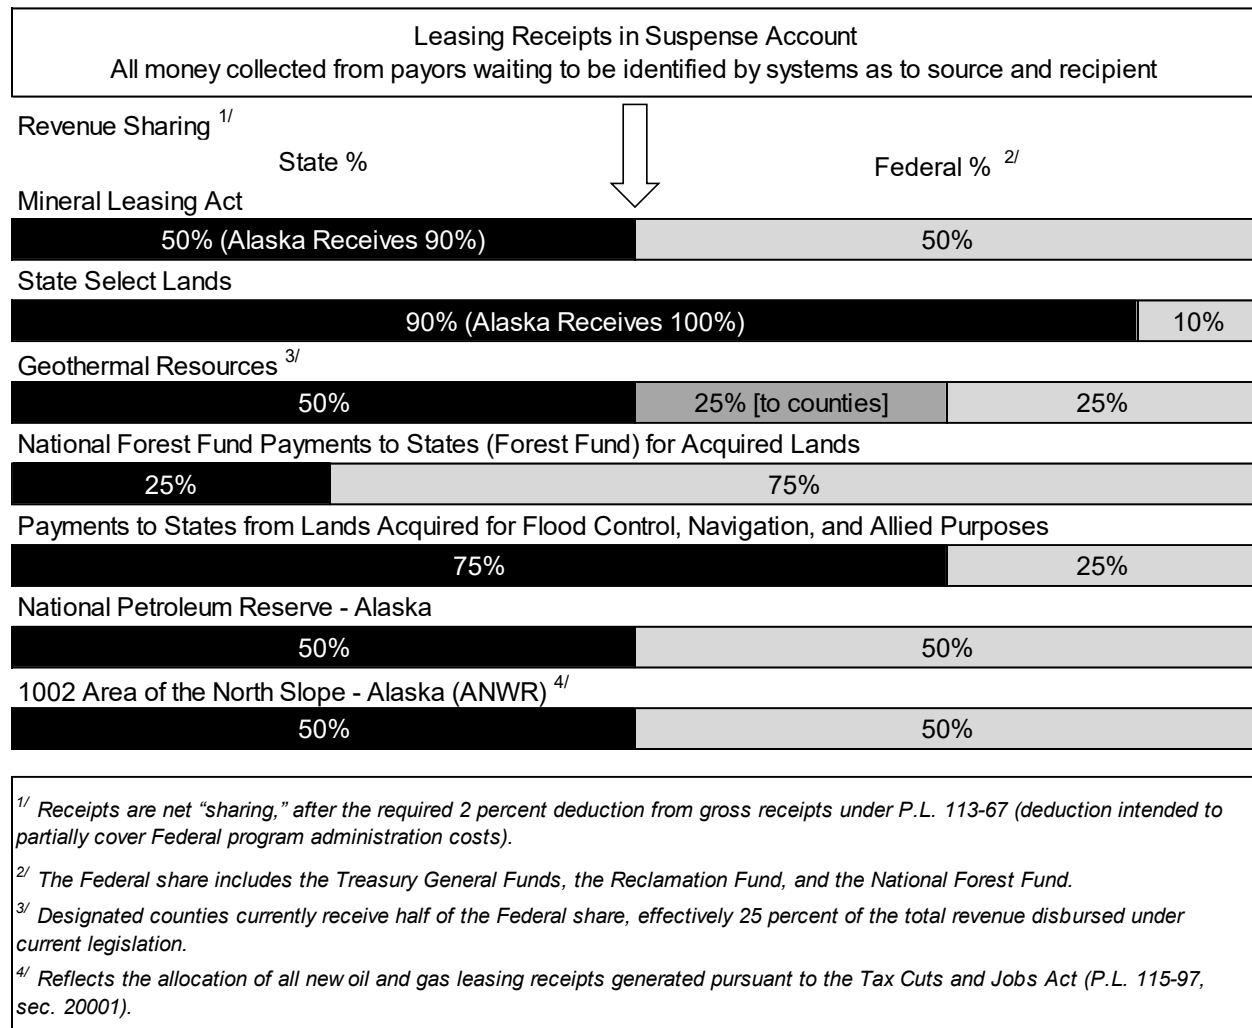 Leasing Receipts in Suspense Account
All money collected from payors waiting to be identified by systems as to source and recipient
Revenue Sharing 1/
State %
Federal % 2/
Mineral Leasing Act
50% (Alaska Receives 90%)
50%
State Select Lands
90% (Alaska Receives 100%)
10%
Geothermal Resources 3/
50%
25% [to counties]
25%
National Forest Fund Payments to States (Forest Fund) for Acquired Lands
25%
75%
Payments to States from Lands Acquired for Flood Control, Navigation, and Allied Purposes
75%
25%
National Petroleum Reserve - Alaska
50%
50%
1002 Area of the North Slope - Alaska (ANWR) 4/
50%
50%
1/ Receipts are net “sharing,” after the required 2 percent deduction from gross receipts under P.L. 113-67 (deduction intended to
partially cover Federal program administration costs).
2/ The Federal share includes the Treasury General Funds, the Reclamation Fund, and the National Forest Fund.
3/ Designated counties currently receive half of the Federal share, effectively 25 percent of the total revenue disbursed under
current legislation.
4/ Reflects the allocation of all new oil and gas leasing receipts generated pursuant to the Tax Cuts and Jobs Act (P.L. 115-97,
sec. 20001).